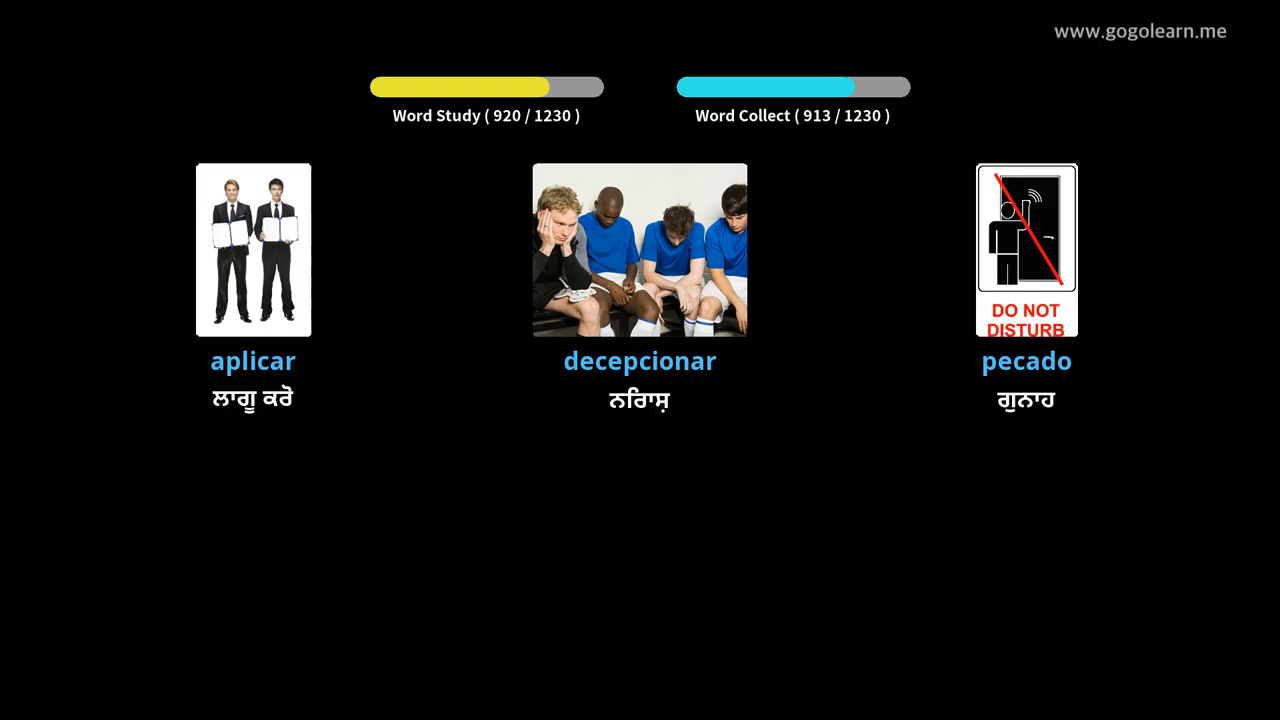 www.gogolearn.me
Word Study ( 920 / 1230 )
Word Collect ( 913 / 1230 )
DO NOT
DISTURB
aplicar
decepcionar
pecado
ਲਾਗੂ ਕਰੋ
ਨਿਰਾਸ਼
ਗੁਨਾਹ